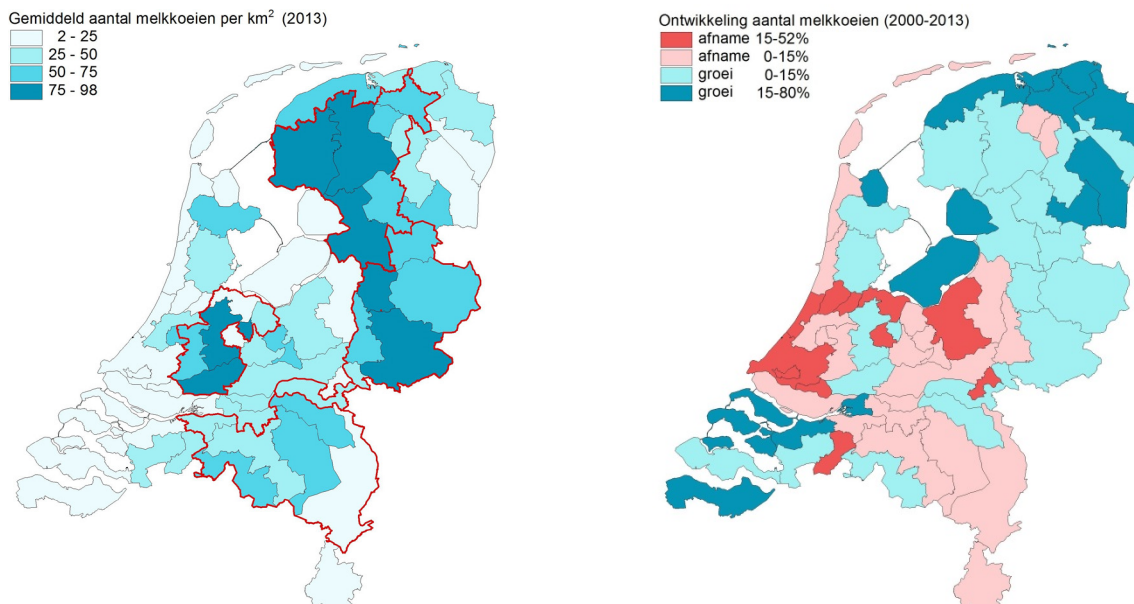 Gemiddeld aantal melkkoeien per km² (2013)
2 - 25
25 - 50
50 - 75
75 - 98
Ontwikkeling aantal melkkoeien (2000-2013)
afname 15-52%
afname 0-15%
groei 0-15%
groei 15-80%